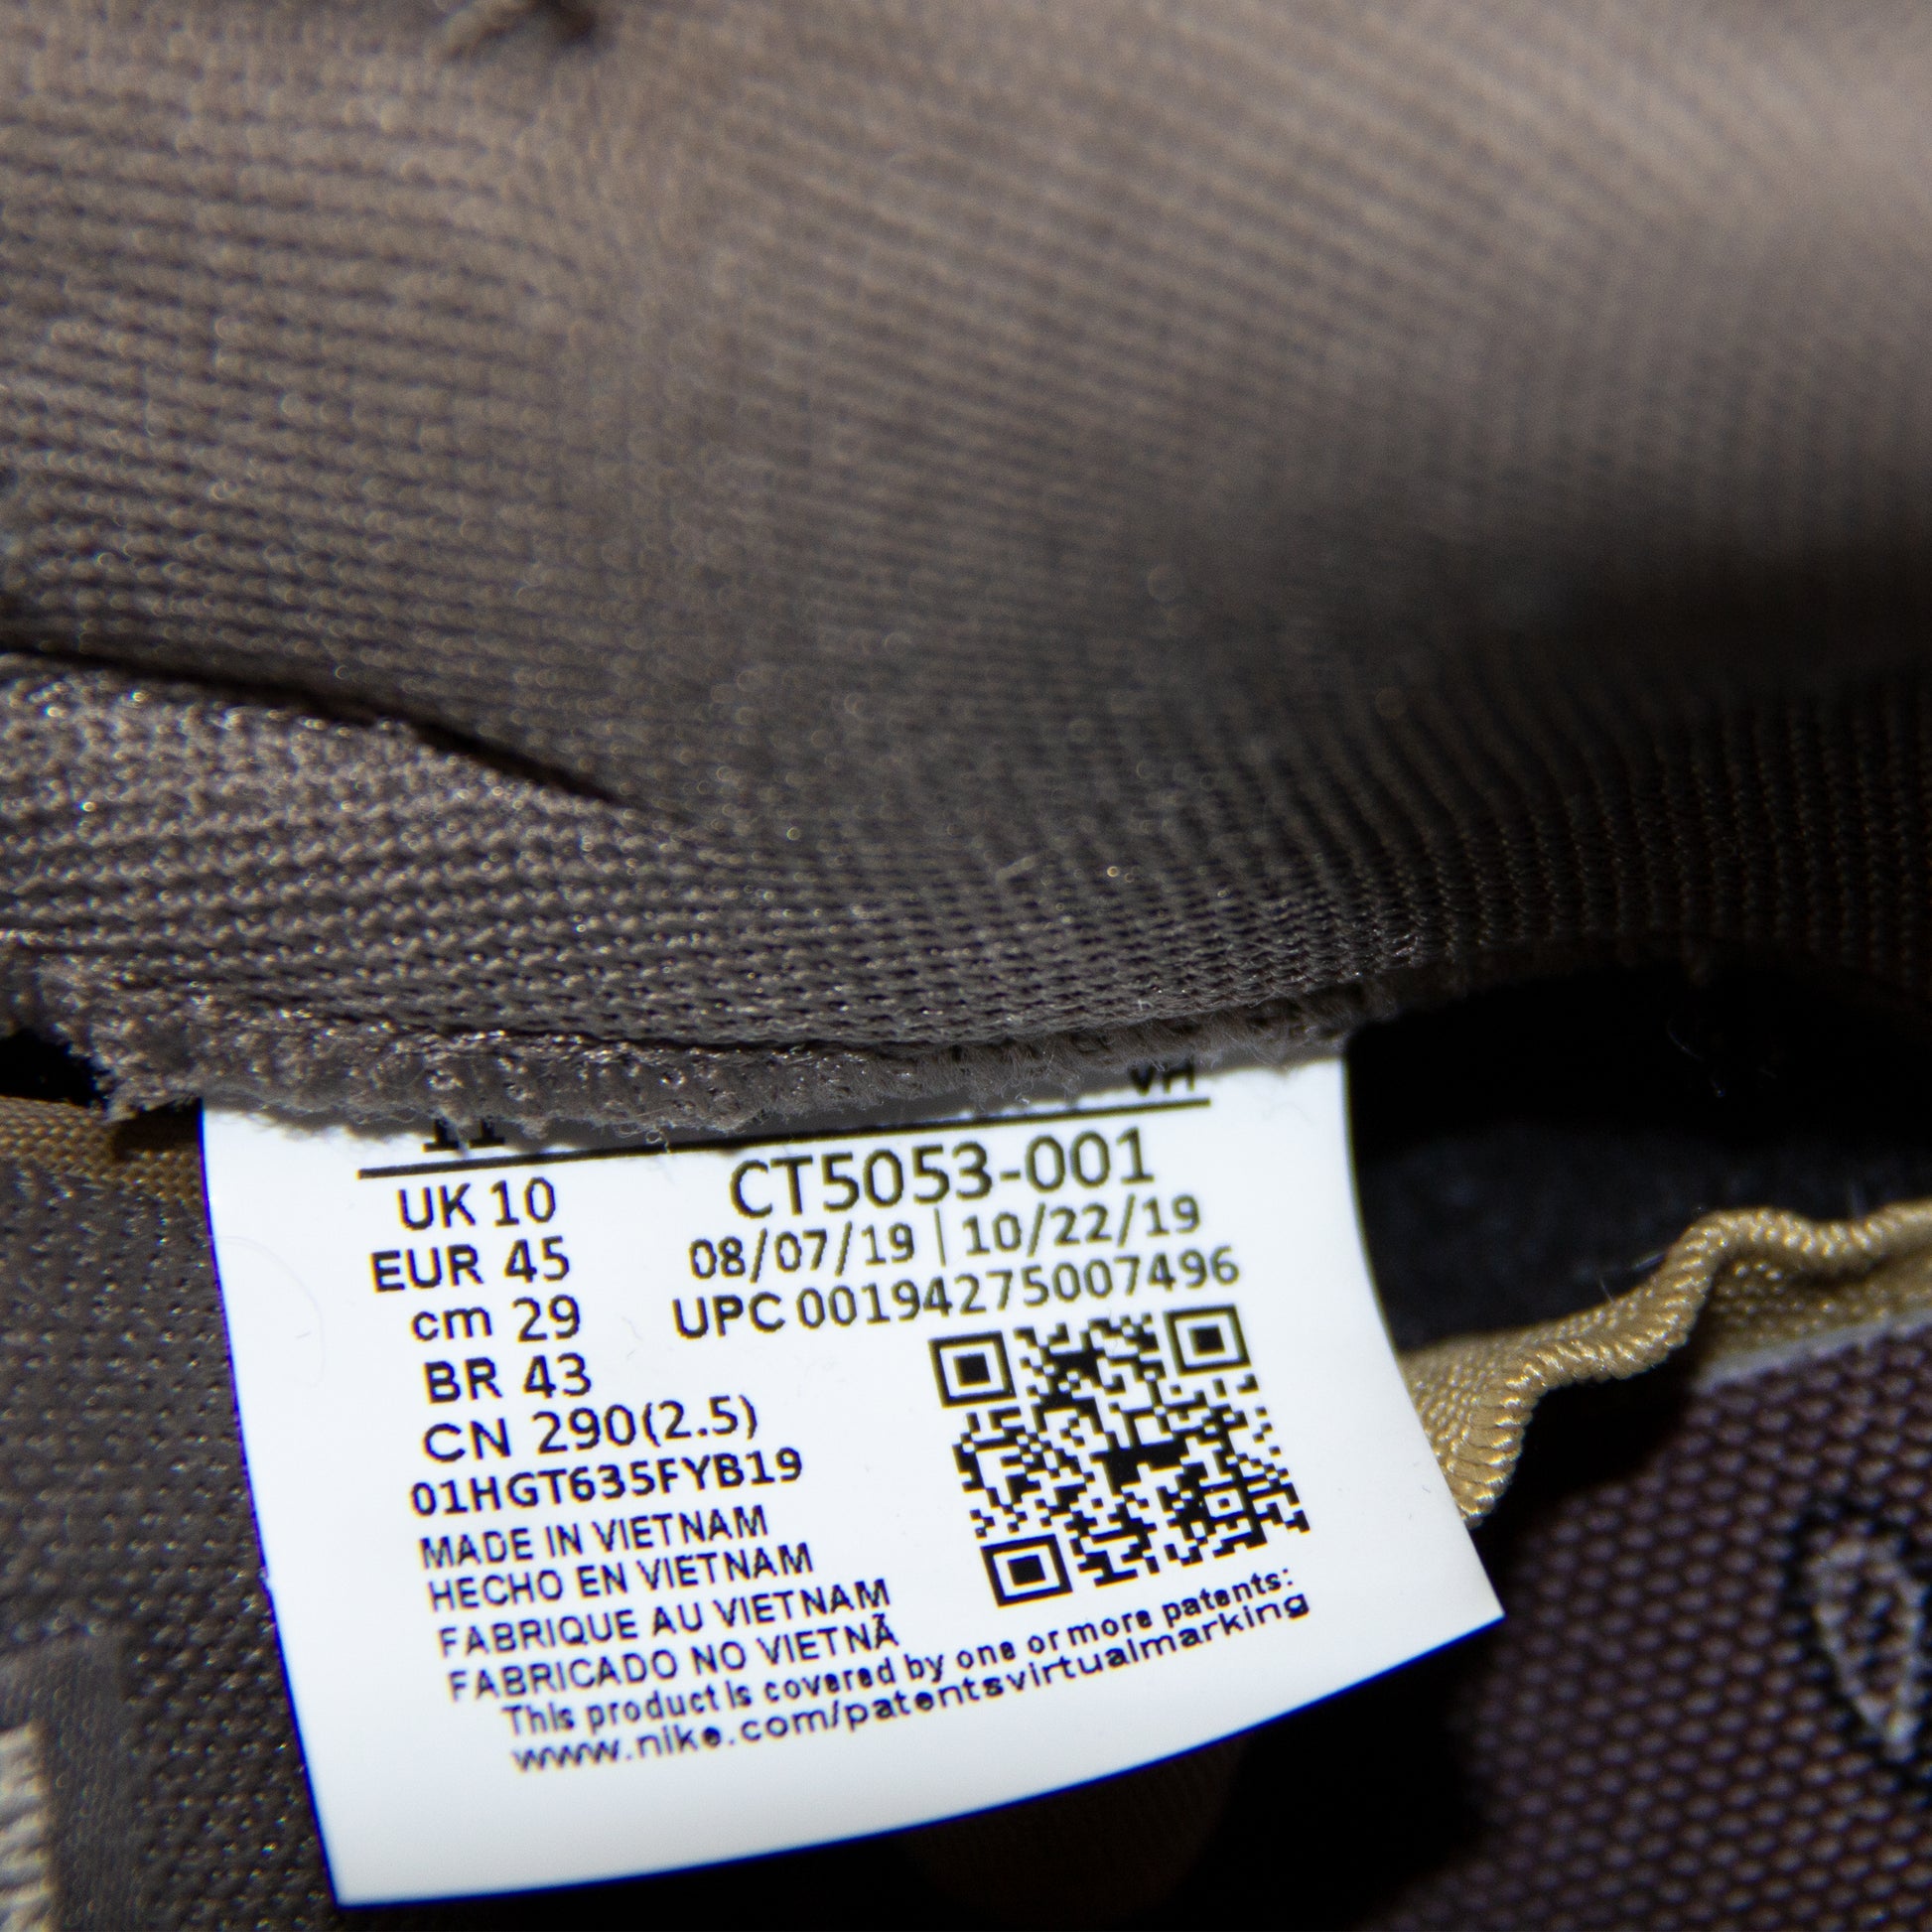 11 VH
UK 10 CT5053-001
EUR 45 08/07/19 | 10/22/19
cm 29 UPC 00194275007496
BR 43
CN 290(2.5)
01HGT635FYB19
MADE IN VIETNAM
HECHO EN VIETNAM
FABRIQUE AU VIETNAM
FABRICADO NO VIETNÃ
This product is covered by one or more patents:
www.nike.com/patentsvirtualmarking